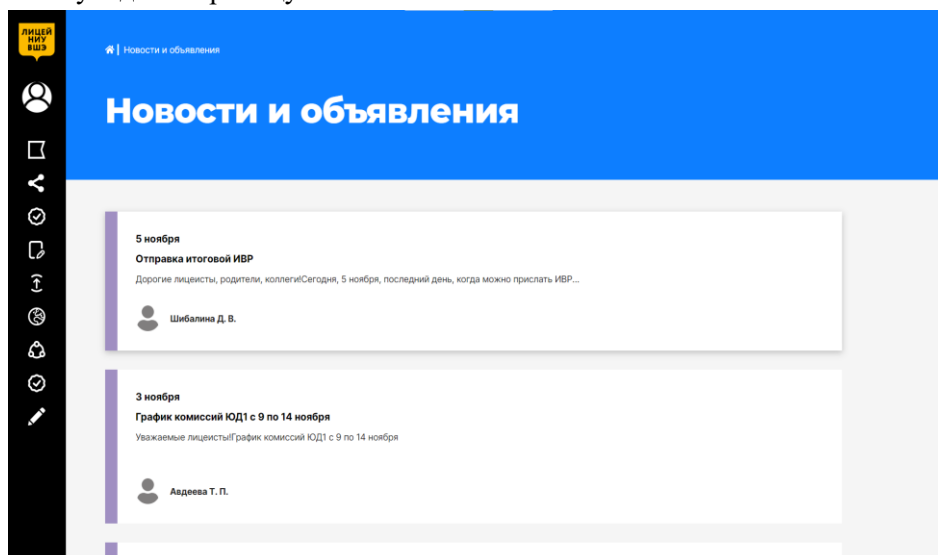 ЛИЦЕЙ
НИУ
ВШЭ
Новости и объявления
Новости и объявления
5 ноября
Отправка итоговой ИВР
Дорогие лицеисты, родители, коллеги!Сегодня, 5 ноября, последний день, когда можно прислать ИВР...
Шибалина Д. В.
3 ноября
График комиссий ЮД1 с 9 по 14 ноября
Уважаемые лицеисты!График комиссий ЮД1 с 9 по 14 ноября
Авдеева Т. П.